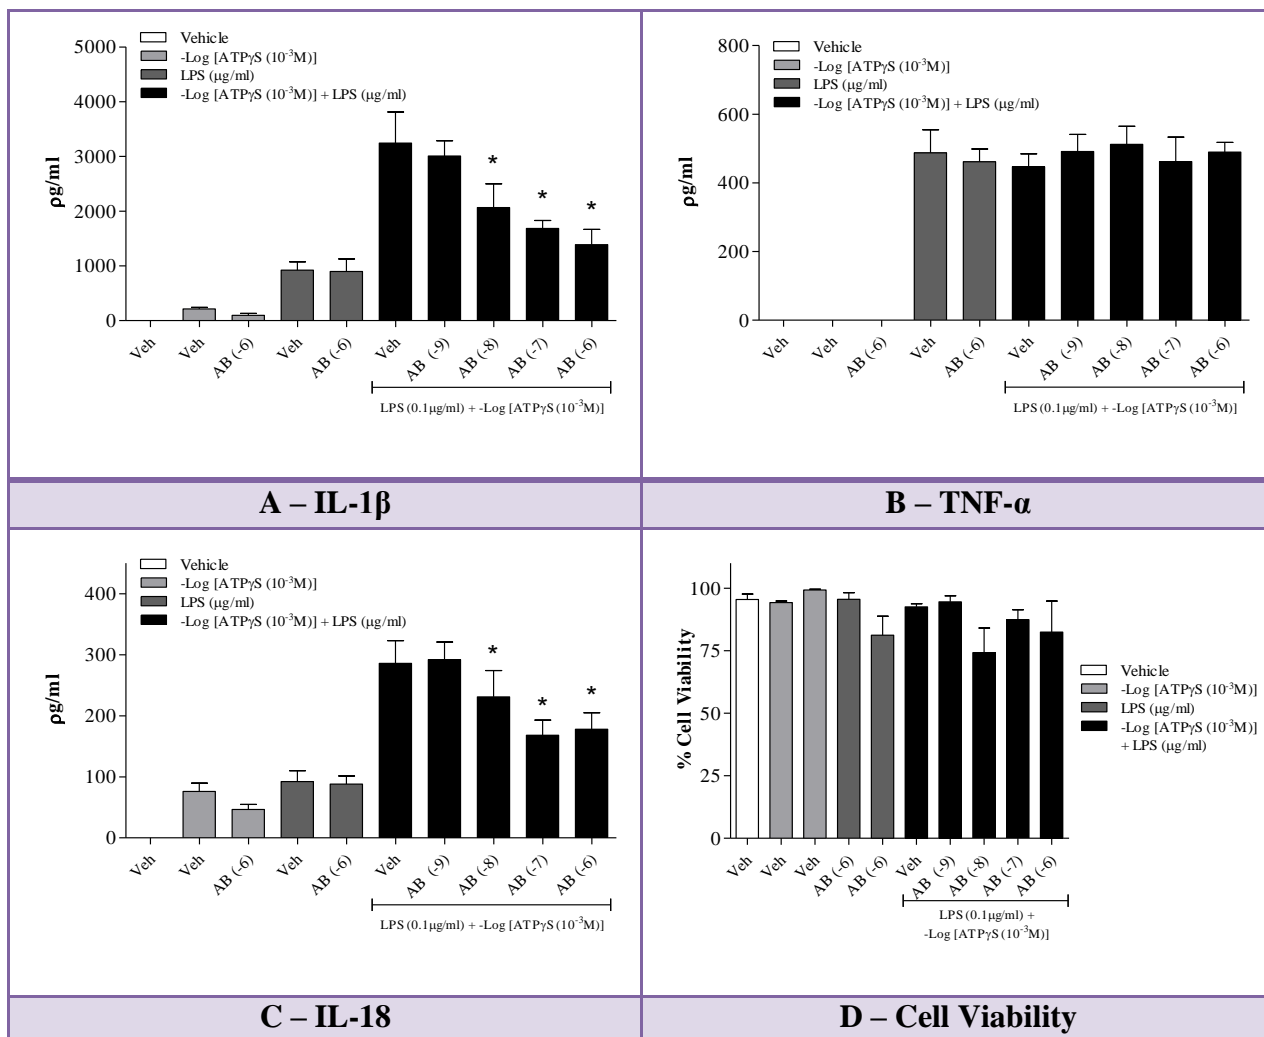 5000
4000
3000
2000
1000
0
ρg/ml
Vehicle
-Log [ATPγS (10⁻³M)]
LPS (μg/ml)
-Log [ATPγS (10⁻³M)] + LPS (μg/ml)
*
*
*
Veh
Veh
AB (-6)
Veh
AB (-6)
Veh
AB (-9)
AB (-8)
AB (-7)
AB (-6)
LPS (0.1μg/ml) + -Log [ATPγS (10⁻³M)]
800
600
400
200
0
ρg/ml
Vehicle
-Log [ATPγS (10⁻³M)]
LPS (μg/ml)
-Log [ATPγS (10⁻³M)] + LPS (μg/ml)
Veh
Veh
AB (-6)
Veh
AB (-6)
Veh
AB (-9)
AB (-8)
AB (-7)
AB (-6)
LPS (0.1μg/ml) + -Log [ATPγS (10⁻³M)]
A – IL-1β
B – TNF-α
400
300
200
100
0
ρg/ml
Vehicle
-Log [ATPγS (10⁻³M)]
LPS (μg/ml)
-Log [ATPγS (10⁻³M)] + LPS (μg/ml)
*
*
*
Veh
Veh
AB (-6)
Veh
AB (-6)
Veh
AB (-9)
AB (-8)
AB (-7)
AB (-6)
LPS (0.1μg/ml) + -Log [ATPγS (10⁻³M)]
100
75
50
25
0
% Cell Viability
Veh
Veh
Veh
AB (-6)
AB (-6)
Veh
AB (-9)
AB (-8)
AB (-7)
AB (-6)
LPS (0.1μg/ml) +
-Log [ATPγS (10⁻³M)]
Vehicle
-Log [ATPγS (10⁻³M)]
LPS (μg/ml)
-Log [ATPγS (10⁻³M)]
+ LPS (μg/ml)
C – IL-18
D – Cell Viability